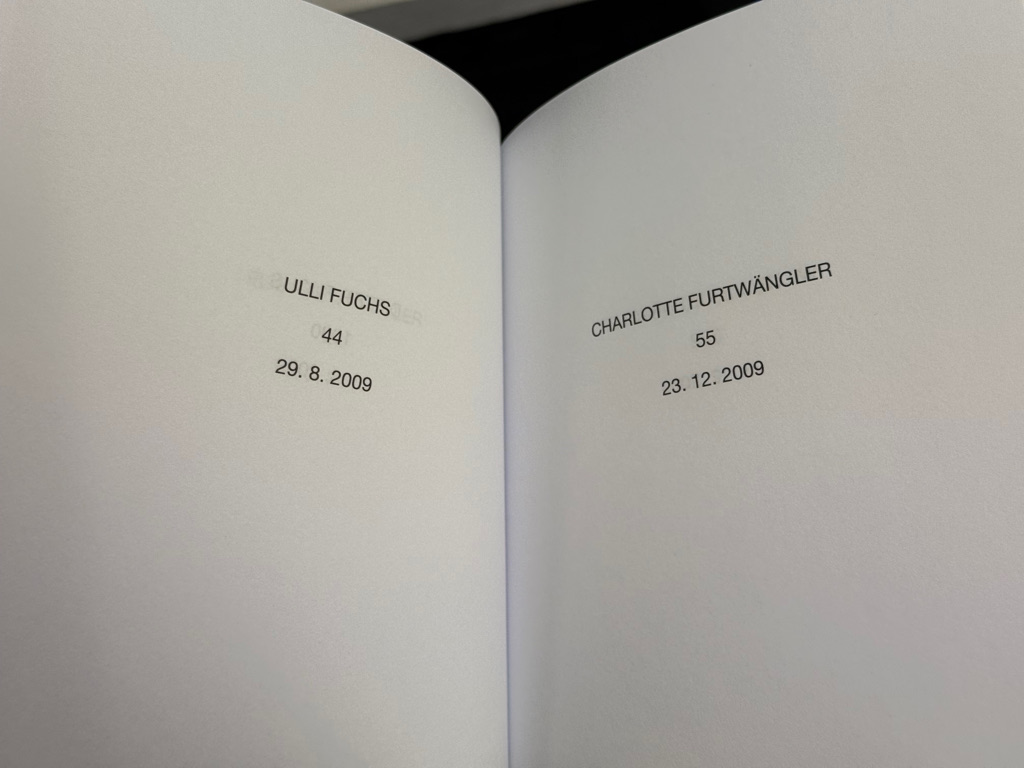 ULLI FUCHS
44
29. 8. 2009
CHARLOTTE FURTWÄNGLER
55
23. 12. 2009